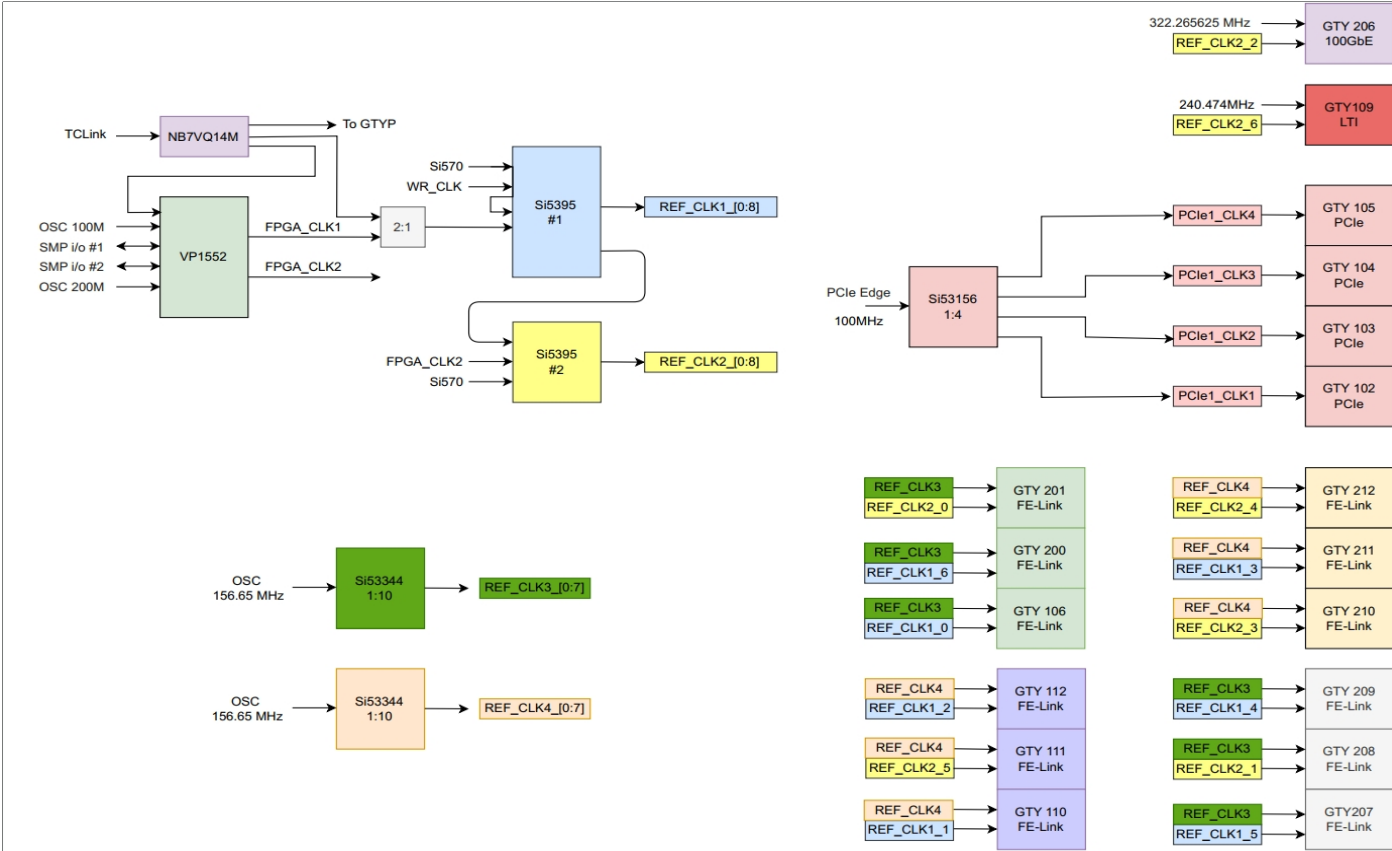 322.265625 MHz
REF_CLK2_2
GTY 206
100GbE
240.474MHz
REF_CLK2_6
GTY109
LTI
TCLink
NB7VQ14M
To GTYP
OSC 100M
SMP i/o #1
SMP i/o #2
OSC 200M
VP1552
FPGA_CLK1
FPGA_CLK2
2:1
Si570
WR_CLK
Si5395
#1
REF_CLK1_[0:8]
FPGA_CLK2
Si570
Si5395
#2
REF_CLK2_[0:8]
PCIe Edge
100MHz
Si53156
1:4
PCIe1_CLK4
GTY 105
PCIe
PCIe1_CLK3
GTY 104
PCIe
PCIe1_CLK2
GTY 103
PCIe
PCIe1_CLK1
GTY 102
PCIe
OSC
156.65 MHz
Si53344
1:10
REF_CLK3_[0:7]
OSC
156.65 MHz
Si53344
1:10
REF_CLK4_[0:7]
REF_CLK3
REF_CLK2_0
GTY 201
FE-Link
REF_CLK3
REF_CLK1_6
GTY 200
FE-Link
REF_CLK3
REF_CLK1_0
GTY 106
FE-Link
REF_CLK4
REF_CLK2_4
GTY 212
FE-Link
REF_CLK4
REF_CLK1_3
GTY 211
FE-Link
REF_CLK4
REF_CLK2_3
GTY 210
FE-Link
REF_CLK4
REF_CLK1_2
GTY 112
FE-Link
REF_CLK4
REF_CLK2_5
GTY 111
FE-Link
REF_CLK4
REF_CLK1_1
GTY 110
FE-Link
REF_CLK3
REF_CLK1_4
GTY 209
FE-Link
REF_CLK3
REF_CLK2_1
GTY 208
FE-Link
REF_CLK3
REF_CLK1_5
GTY207
FE-Link